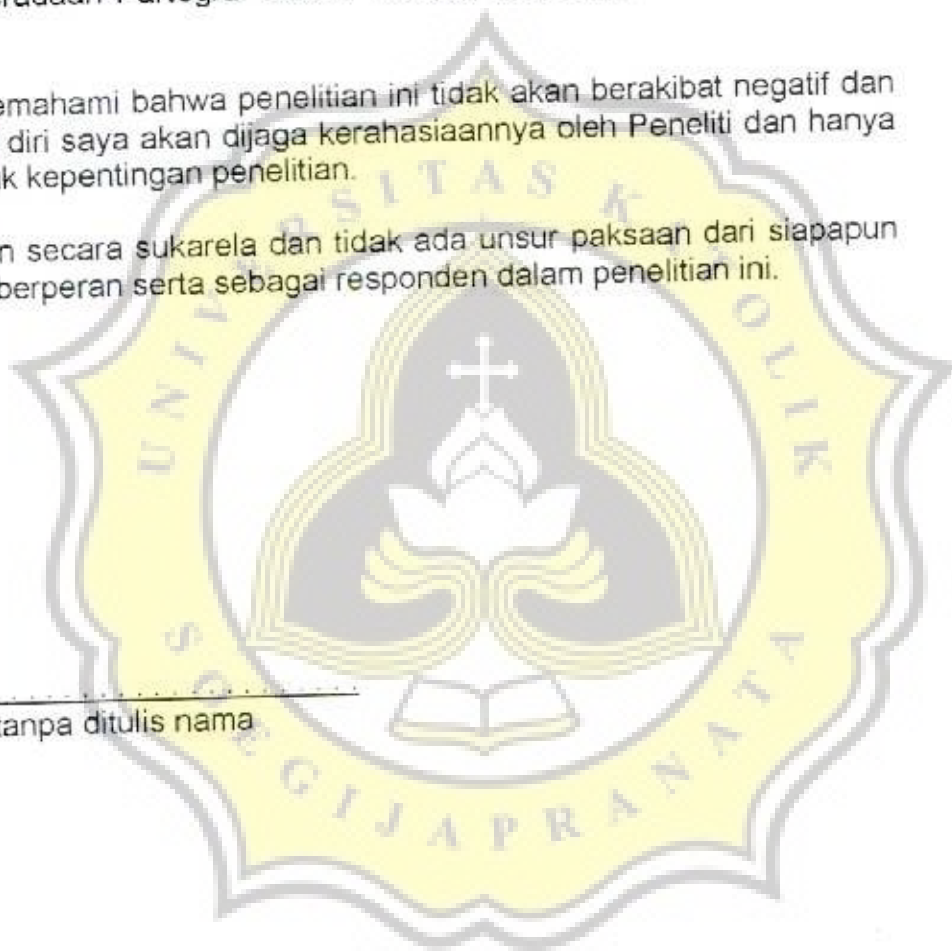 emahami bahwa penelitian ini tidak akan berakibat negatif dan
diri saya akan dijaga kerahasiaannya oleh Peneliti dan hanya
k kepentingan penelitian.
n secara sukarela dan tidak ada unsur paksaan dari siapapun
berperan serta sebagai responden dalam penelitian ini.
tanpa ditulis nama
UNIVERSITAS KATOLIK
SOEGIJAPRANATA